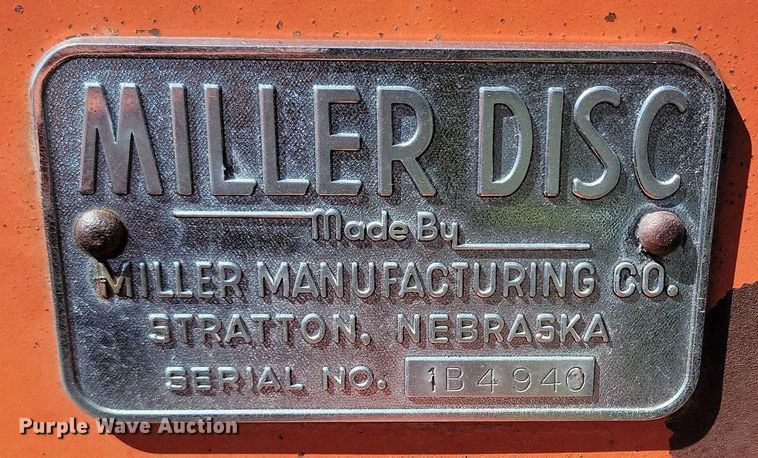 MILLER DISC
Made By
MILLER MANUFACTURING CO.
STRATTON, NEBRASKA
SERIAL NO. 1B4940
Purple Wave Auction